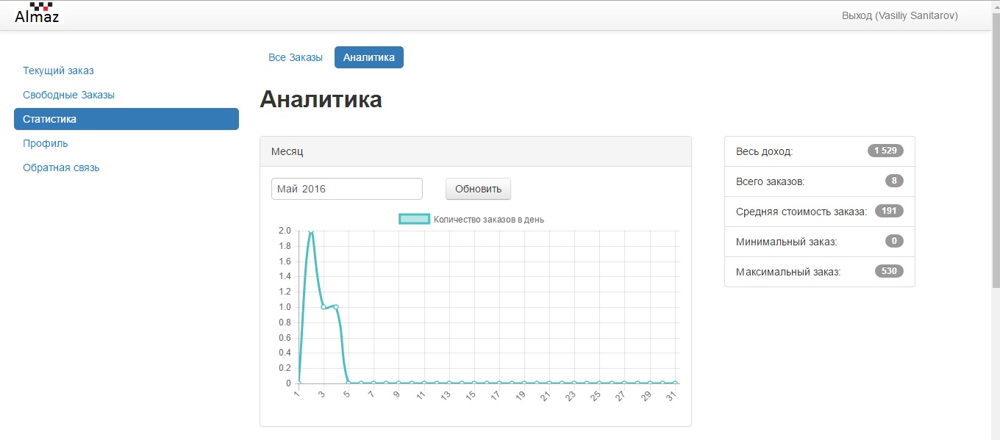 Almaz
Выход (Vasiliy Sanitarov)
Текущий заказ
Свободные Заказы
Статистика
Профиль
Обратная связь
Все Заказы
Аналитика
Аналитика
Месяц
Май 2016
Обновить
Количество заказов в день
2.0
1.8
1.6
1.4
1.2
1.0
0.8
0.6
0.4
0.2
0
1 3 5 7 9 11 13 15 17 19 21 23 25 27 29 31
Весь доход: 1 529
Всего заказов: 8
Средняя стоимость заказа: 191
Минимальный заказ: 0
Максимальный заказ: 530